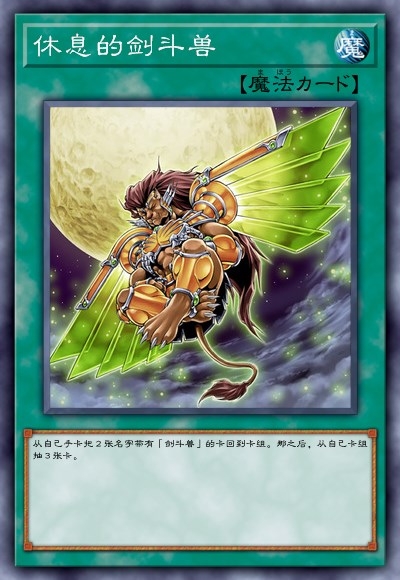 休息的剑斗兽
魔
【魔法カード】
ま ほう
从自己手卡把2张名字带有「剑斗兽」的卡回到卡组。那之后，从自己卡组
抽3张卡。